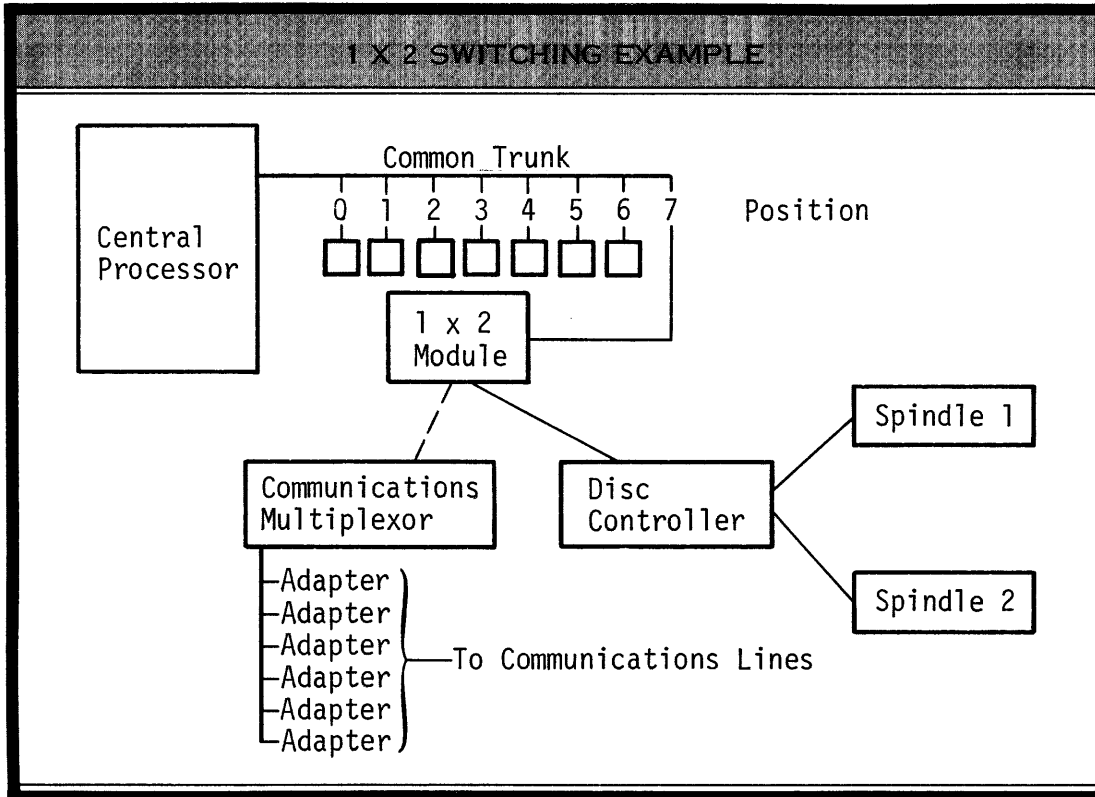 1 X 2 SWITCHING EXAMPLE
Common Trunk
0 1 2 3 4 5 6 7 Position
Central
Processor
1 x 2
Module
Spindle 1
Communications
Multiplexor
Disc
Controller
Spindle 2
Adapter
Adapter
Adapter
To Communications Lines
Adapter
Adapter
Adapter